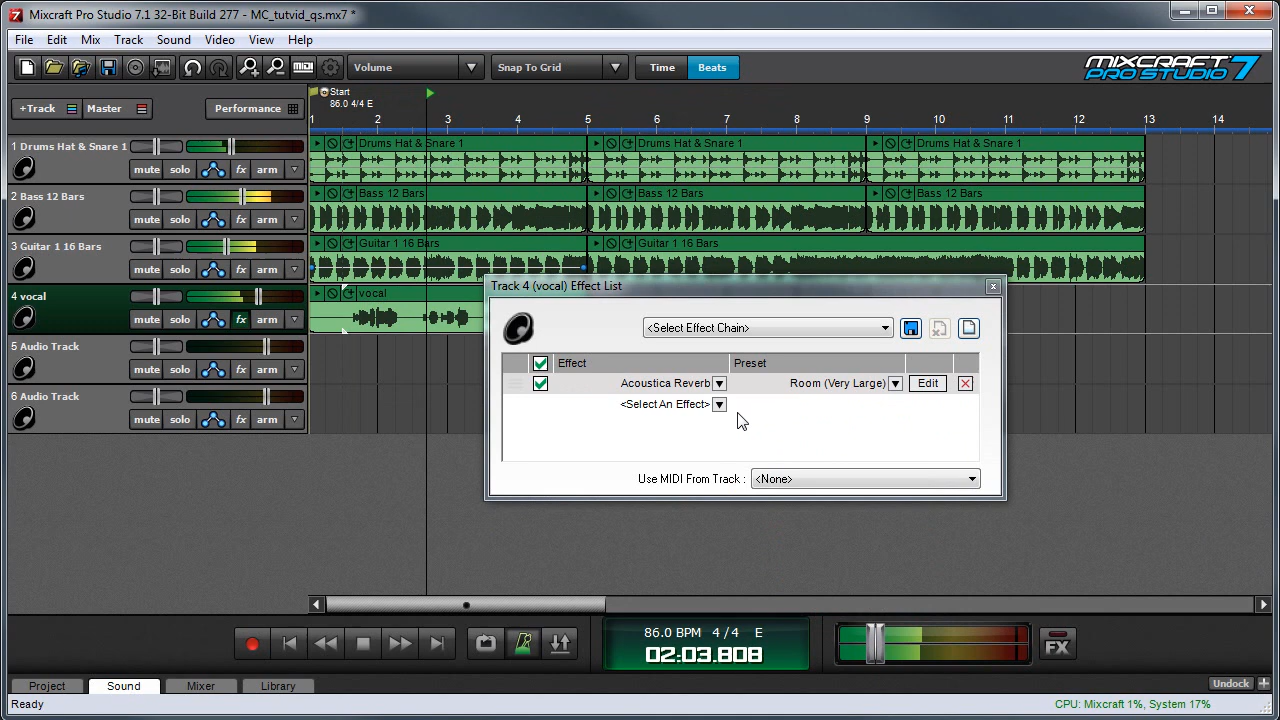 Mixcraft Pro Studio 7.1 32-Bit Build 277 - MC_tutvid_qs.mx7 *
File Edit Mix Track Sound Video View Help
Volume Snap To Grid Time Beats MIXCRAFT PRO STUDIO 7
+Track Master Performance
Start
86.0 4/4 E
1 2 3 4 5 6 7 8 9 10 11 12 13 14
1 Drums Hat & Snare 1
mute solo fx arm
Drums Hat & Snare 1 Drums Hat & Snare 1 Drums Hat & Snare 1
2 Bass 12 Bars
mute solo fx arm
Bass 12 Bars Bass 12 Bars Bass 12 Bars
3 Guitar 1 16 Bars
mute solo fx arm
Guitar 1 16 Bars Guitar 1 16 Bars
4 vocal
mute solo fx arm
vocal
5 Audio Track
mute solo fx arm
6 Audio Track
mute solo fx arm
Track 4 (vocal) Effect List
<Select Effect Chain>
Effect Preset
Acoustica Reverb Room (Very Large) Edit
<Select An Effect>
Use MIDI From Track : <None>
86.0 BPM 4 / 4 E
02:03.808
FX
Project Sound Mixer Library Undock
Ready CPU: Mixcraft 1%, System 17%